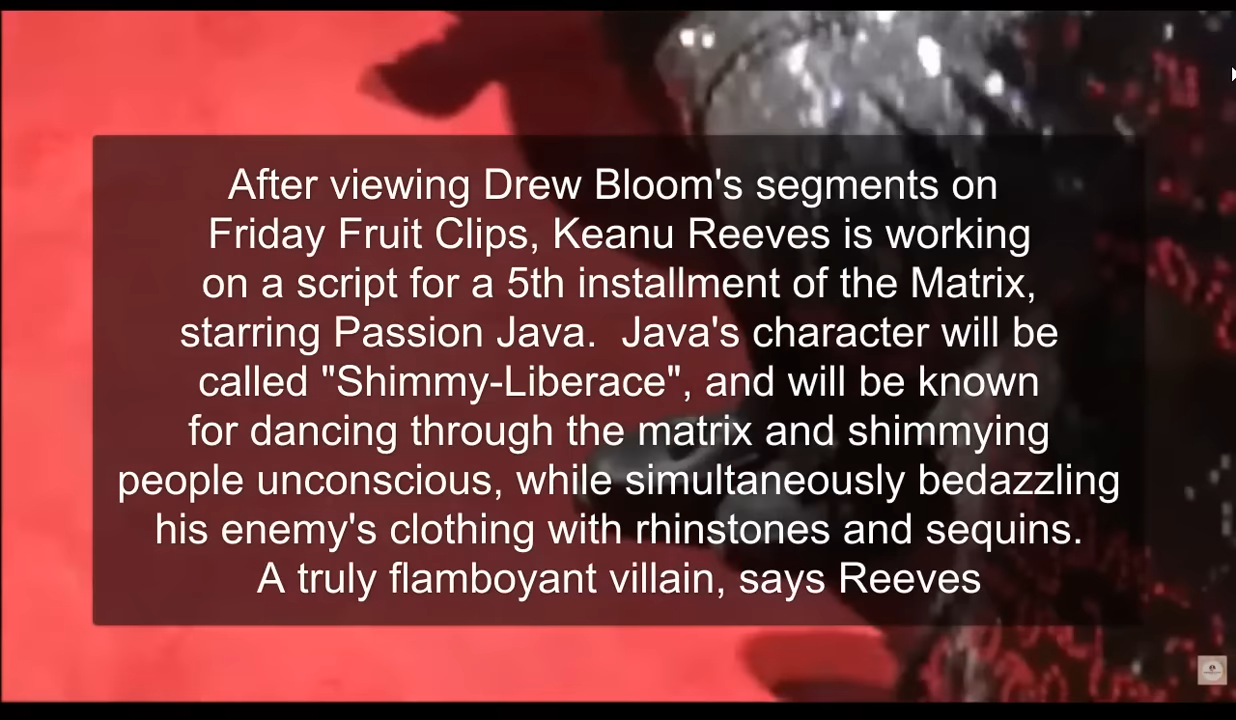 After viewing Drew Bloom's segments on
Friday Fruit Clips, Keanu Reeves is working
on a script for a 5th installment of the Matrix,
starring Passion Java.  Java's character will be
called "Shimmy-Liberace", and will be known
for dancing through the matrix and shimmying
people unconscious, while simultaneously bedazzling
his enemy's clothing with rhinstones and sequins.
A truly flamboyant villain, says Reeves